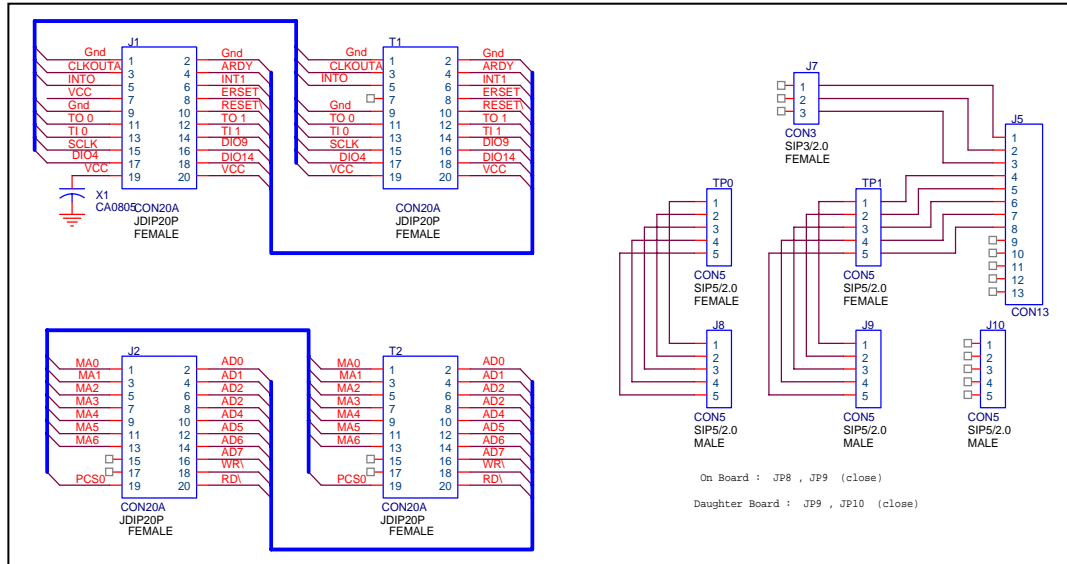 J1
Gnd 1 2 Gnd
CLKOUTA 3 4 ARDY
INTO 5 6 INT1
VCC 7 8 ERSET
Gnd 9 10 RESET\
TO 0 11 12 TO 1
TI 0 13 14 TI 1
SCLK 15 16 DIO9
DIO4 17 18 DIO14
VCC 19 20 VCC
X1
CA0805
CON20A
JDIP20P
FEMALE
T1
Gnd 1 2 Gnd
CLKOUTA 3 4 ARDY
INTO 5 6 INT1
7 8 ERSET
Gnd 9 10 RESET\
TO 0 11 12 TO 1
TI 0 13 14 TI 1
SCLK 15 16 DIO9
DIO4 17 18 DIO14
VCC 19 20 VCC
CON20A
JDIP20P
FEMALE
J7
1
2
3
CON3
SIP3/2.0
FEMALE
J5
1
2
3
4
5
6
7
8
9
10
11
12
13
CON13
TP0
1
2
3
4
5
CON5
SIP5/2.0
FEMALE
TP1
1
2
3
4
5
CON5
SIP5/2.0
FEMALE
J2
MA0 1 2 AD0
MA1 3 4 AD1
MA2 5 6 AD2
MA3 7 8 AD2
MA4 9 10 AD4
MA5 11 12 AD5
MA6 13 14 AD6
15 16 AD7
17 18 WR\
PCS0 19 20 RD\
CON20A
JDIP20P
FEMALE
T2
MA0 1 2 AD0
MA1 3 4 AD1
MA2 5 6 AD2
MA3 7 8 AD2
MA4 9 10 AD4
MA5 11 12 AD5
MA6 13 14 AD6
15 16 AD7
17 18 WR\
PCS0 19 20 RD\
CON20A
JDIP20P
FEMALE
J8
1
2
3
4
5
CON5
SIP5/2.0
MALE
J9
1
2
3
4
5
CON5
SIP5/2.0
MALE
J10
1
2
3
4
5
CON5
SIP5/2.0
MALE
On Board : JP8 , JP9 (close)
Daughter Board : JP9 , JP10 (close)